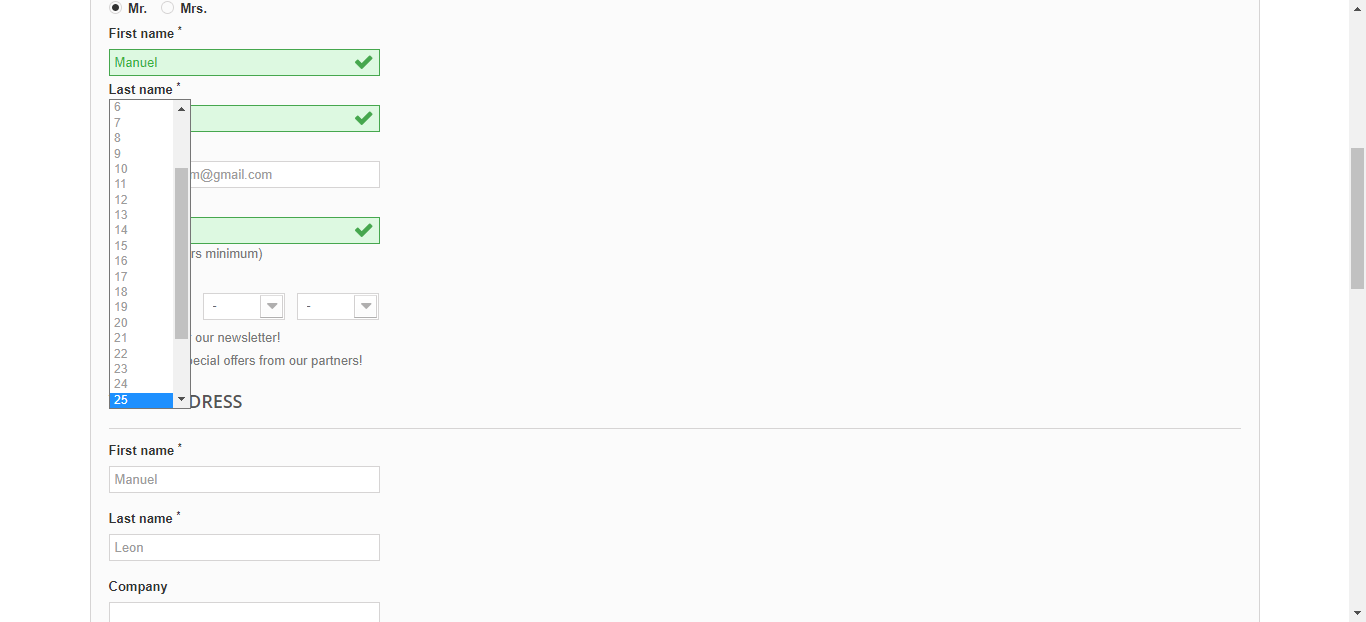 Mr. Mrs.
First name *
Manuel
Last name *
6
7
8
9
m@gmail.com
10
11
12
13
14
15
rs minimum)
16
17
18
19
- -
20
21
our newsletter!
22
pecial offers from our partners!
23
24
25
DRESS
First name *
Manuel
Last name *
Leon
Company